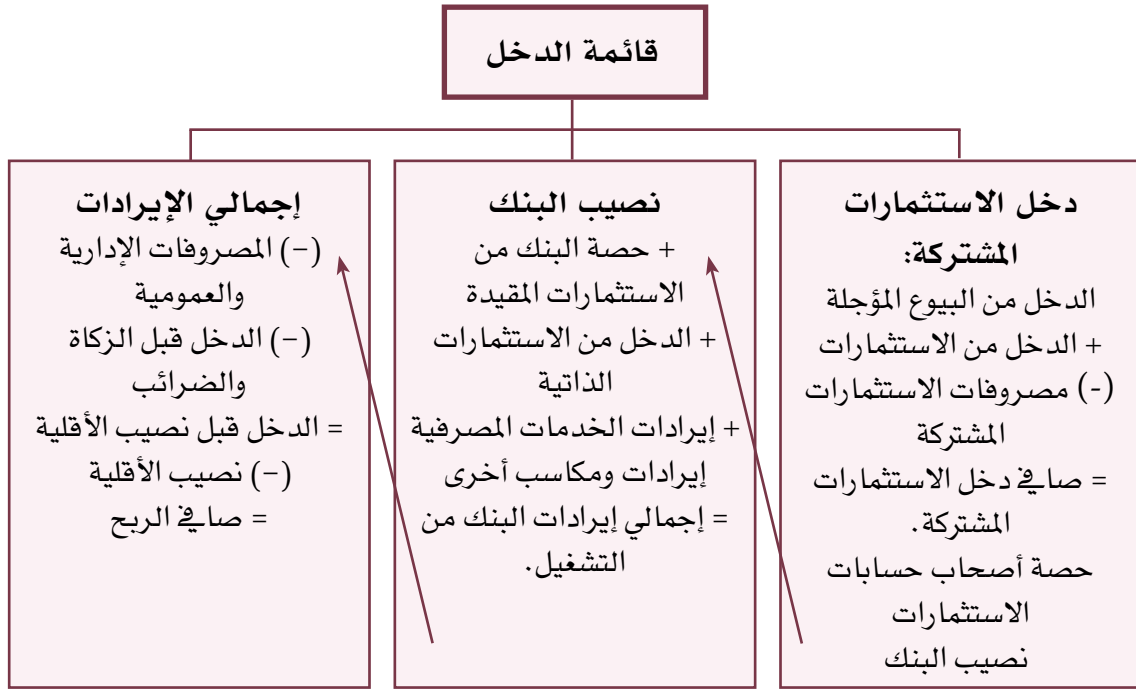 قائمة الدخل
دخل الاستثمارات
المشتركة:
الدخل من البيوع المؤجلة
+ الدخل من الاستثمارات
(-) مصروفات الاستثمارات
المشتركة
= صافي دخل الاستثمارات
المشتركة.
حصة أصحاب حسابات
الاستثمارات
نصيب البنك
نصيب البنك
+ حصة البنك من
الاستثمارات المقيدة
+ الدخل من الاستثمارات
الذاتية
+ إيرادات الخدمات المصرفية
إيرادات ومكاسب أخرى
= إجمالي إيرادات البنك من
التشغيل.
إجمالي الإيرادات
(–) المصروفات الإدارية
والعمومية
(–) الدخل قبل الزكاة
والضرائب
= الدخل قبل نصيب الأقلية
(–) نصيب الأقلية
= صافي الربح